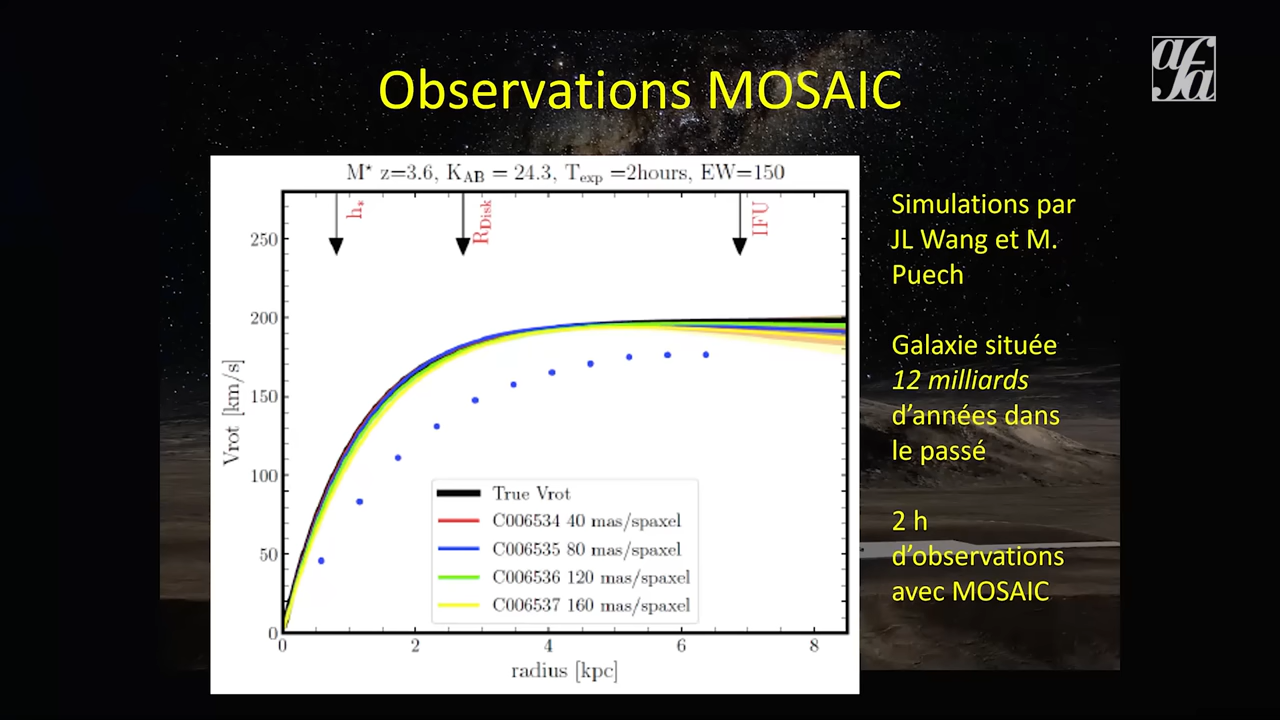 Observations MOSAIC
afa
M* z=3.6, K_AB = 24.3, T_exp =2hours, EW=150
h*
R_Disk
IFU
250
200
150
100
50
0
Vrot [km/s]
True Vrot
C006534 40 mas/spaxel
C006535 80 mas/spaxel
C006536 120 mas/spaxel
C006537 160 mas/spaxel
0 2 4 6 8
radius [kpc]
Simulations par
JL Wang et M.
Puech
Galaxie située
12 milliards
d’années dans
le passé
2 h
d’observations
avec MOSAIC